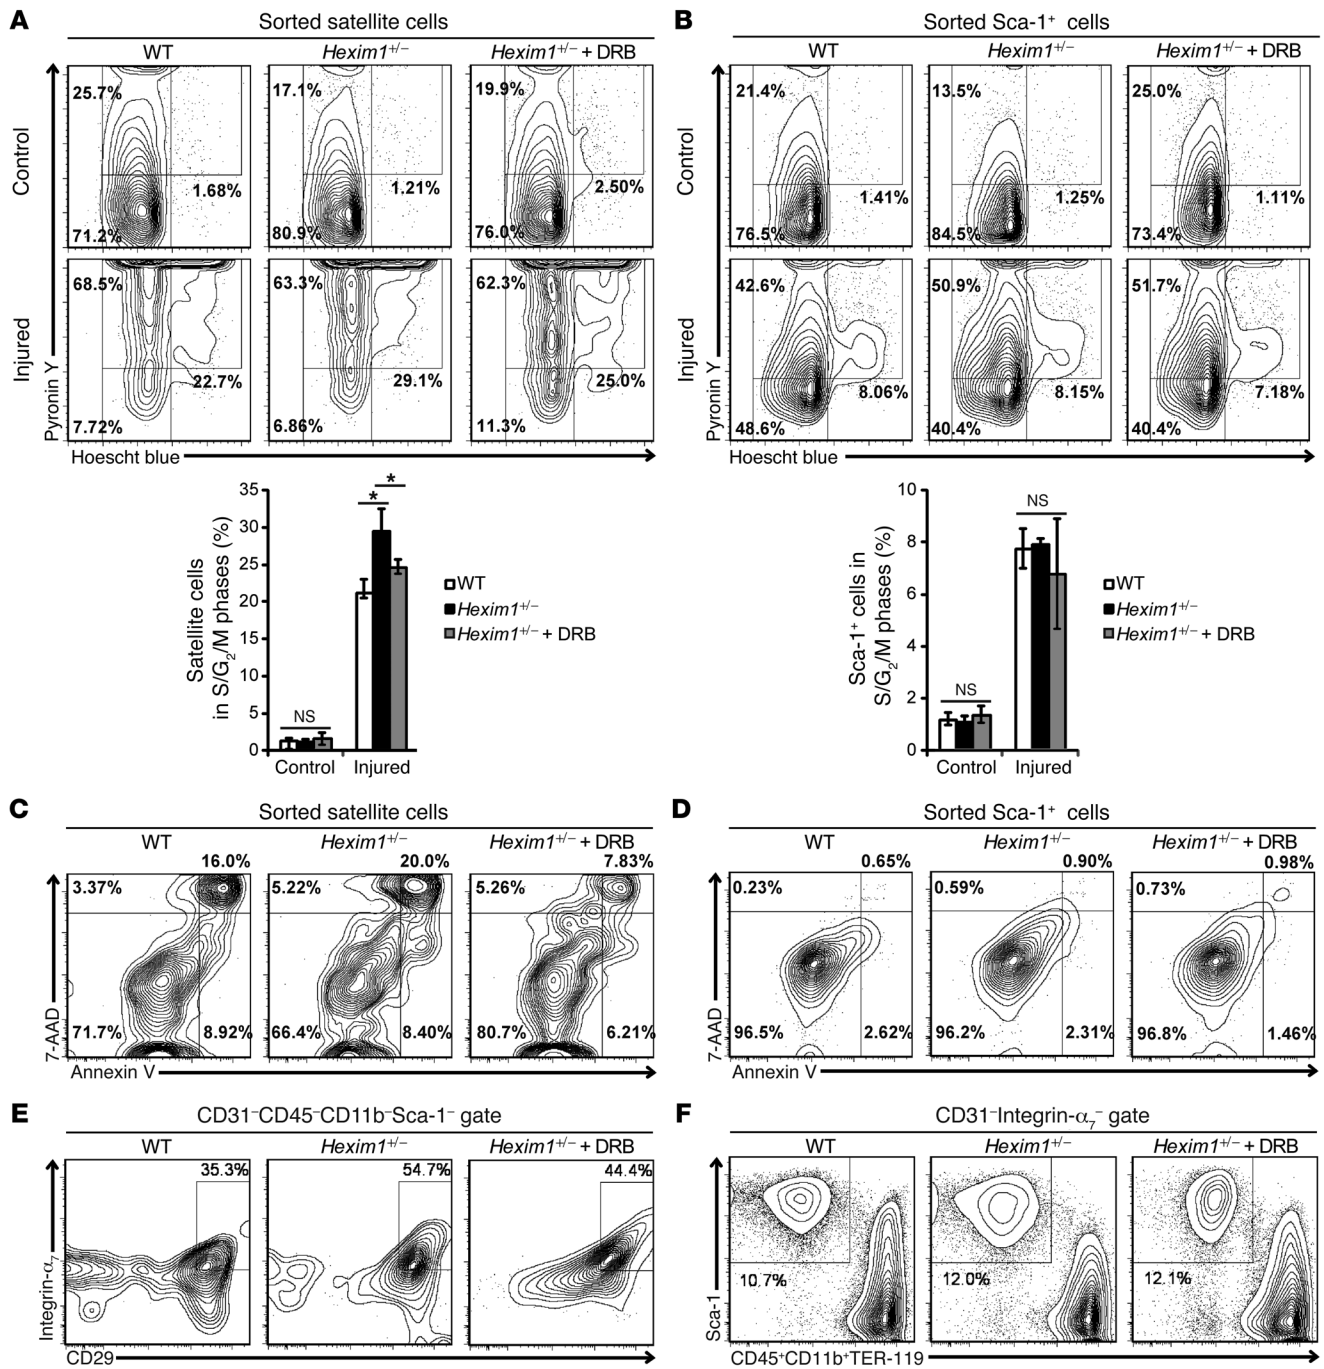 A
Sorted satellite cells
WT
Hexim1+/−
Hexim1+/− + DRB
Control
25.7%
1.68%
71.2%
17.1%
1.21%
80.9%
19.9%
2.50%
76.0%
Injured
Pyronin Y
68.5%
22.7%
7.72%
63.3%
29.1%
6.86%
62.3%
25.0%
11.3%
Hoescht blue
Satellite cells
in S/G2/M phases (%)
35
30
25
20
15
10
5
0
NS
*
*
Control
Injured
WT
Hexim1+/−
Hexim1+/− + DRB
B
Sorted Sca-1+ cells
WT
Hexim1+/−
Hexim1+/− + DRB
Control
21.4%
1.41%
76.5%
13.5%
1.25%
84.5%
25.0%
1.11%
73.4%
Injured
Pyronin Y
42.6%
8.06%
48.6%
50.9%
8.15%
40.4%
51.7%
7.18%
40.4%
Hoescht blue
Sca-1+ cells in
S/G2/M phases (%)
10
8
6
4
2
0
NS
NS
Control
Injured
WT
Hexim1+/−
Hexim1+/− + DRB
C
Sorted satellite cells
WT
Hexim1+/−
Hexim1+/− + DRB
16.0%
20.0%
7.83%
3.37%
5.22%
5.26%
71.7%
8.92%
66.4%
8.40%
80.7%
6.21%
7-AAD
Annexin V
D
Sorted Sca-1+ cells
WT
Hexim1+/−
Hexim1+/− + DRB
0.65%
0.90%
0.98%
0.23%
0.59%
0.73%
96.5%
2.62%
96.2%
2.31%
96.8%
1.46%
7-AAD
Annexin V
E
CD31−CD45−CD11b−Sca-1− gate
WT
Hexim1+/−
Hexim1+/− + DRB
35.3%
54.7%
44.4%
Integrin-α7
CD29
F
CD31−Integrin-α7− gate
WT
Hexim1+/−
Hexim1+/− + DRB
10.7%
12.0%
12.1%
Sca-1
CD45+CD11b+TER-119